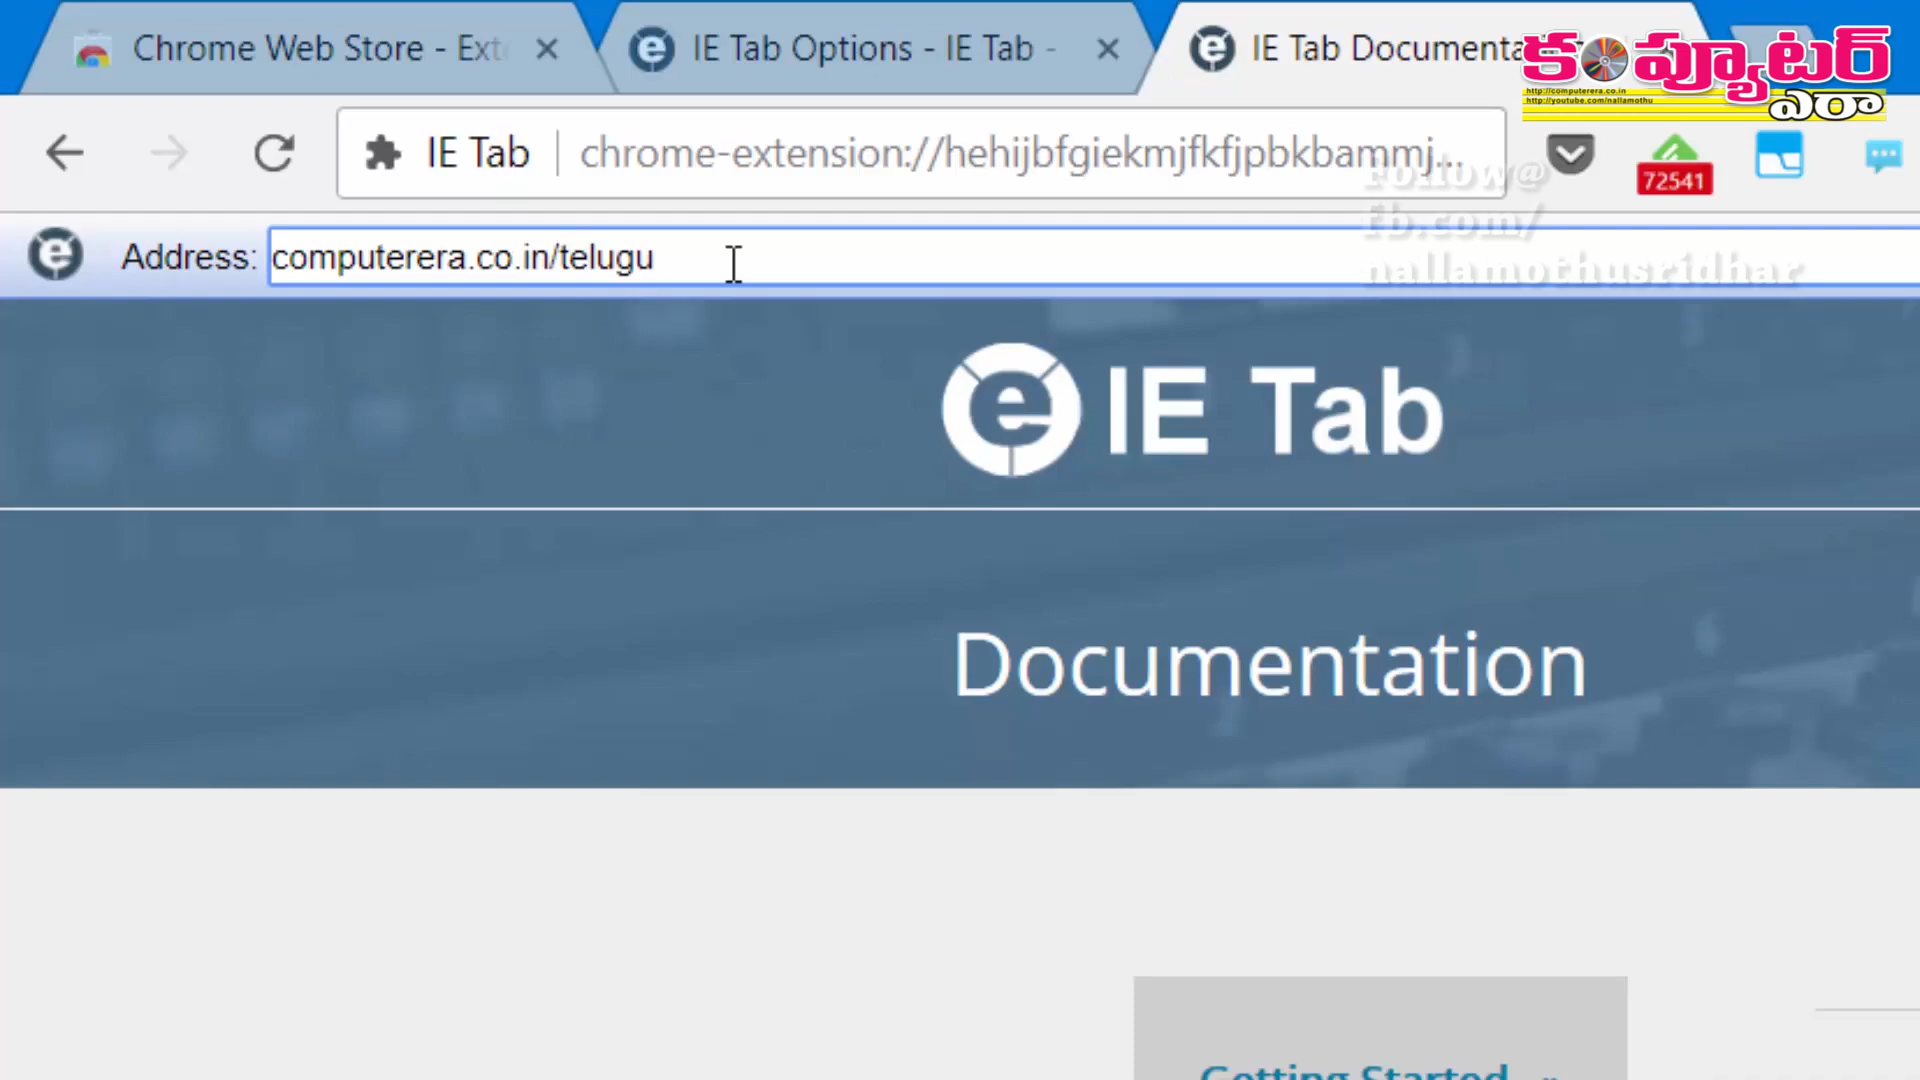 Chrome Web Store - Ext
IE Tab Options - IE Tab -
IE Tab Documenta
కంప్యూటర్
ఎరా
http://computerera.co.in
http://youtube.com/nallamothu
IE Tab
chrome-extension://hehijbfgiekmjfkfjpbkbammj...
72541
Follow@
fb.com/
nallamothusridhar
Address: computerera.co.in/telugu
e IE Tab
Documentation
Getting Started »